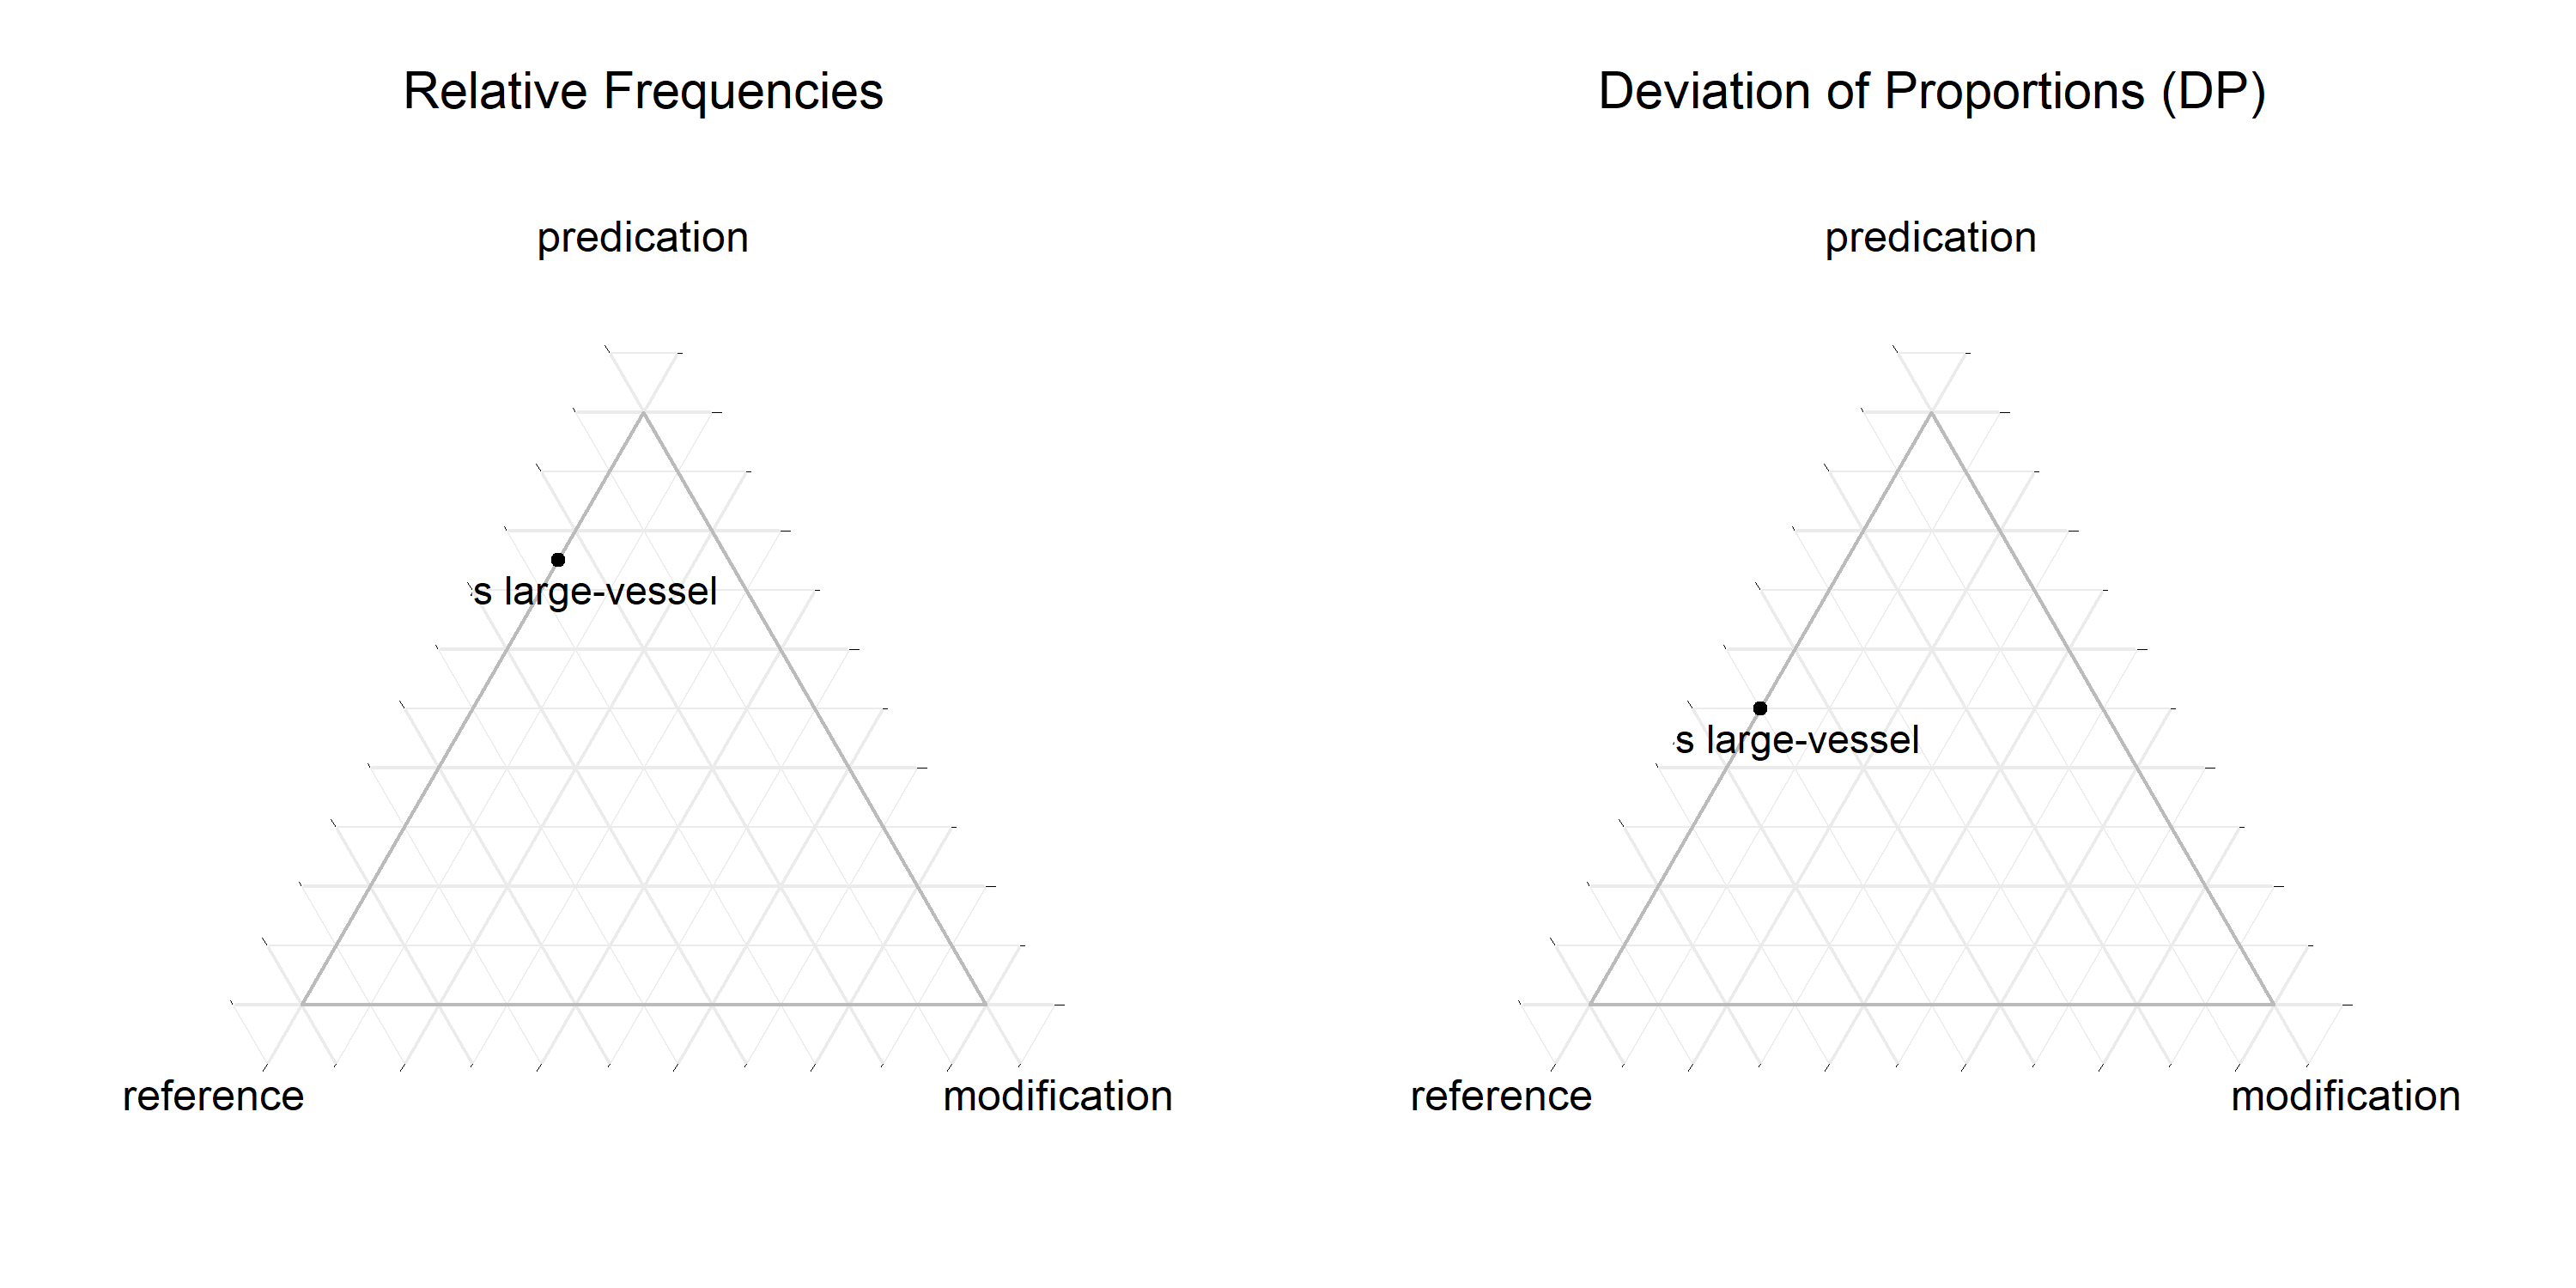 Relative Frequencies
predication
s large-vessel
reference
modification
Deviation of Proportions (DP)
predication
s large-vessel
reference
modification